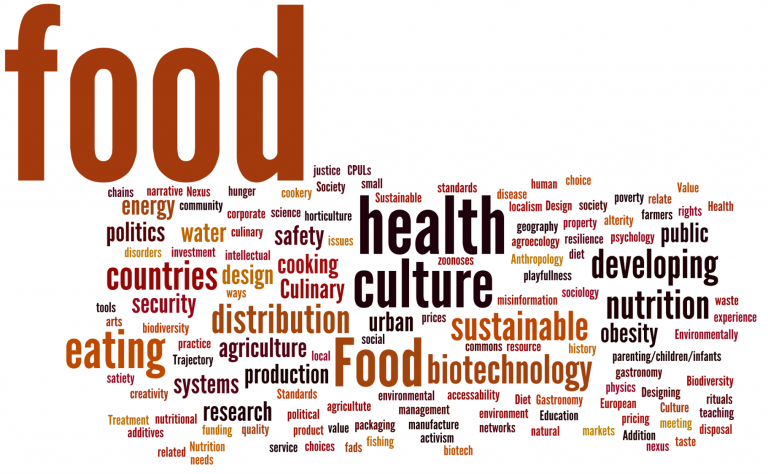 food
justice CPULs
chains narrative Nexus hunger cookery Society small Sustainable standards disease human choice Value
energy community corporate science horticulture health localism Design society poverty relate farmers rights Health
politics water culinary safety issues geography property alterity public
agroecology resilience psychology
disorders investment intellectual zoonoses Anthropology diet developing
countries design cooking culture playfullness
ways Culinary sociology
tools security misinformation nutrition waste
arts distribution urban prices sustainable obesity experience
biodiversity social Environmentally
eating practice agriculture local Food commons resource history
Trajectory biotechnology parenting/children/infants
satiety systems production gastronomy
creativity Standards environmental accessability Diet Gastronomy physics Designing Biodiversity
research political agriltutre management environment Education European Culture rituals
Treatment nutritional funding quality product value packaging manufacture networks natural markets pricing meeting teaching
additives activism Addition disposal
related Nutrition service choices fads fishing biotech nexus taste
needs